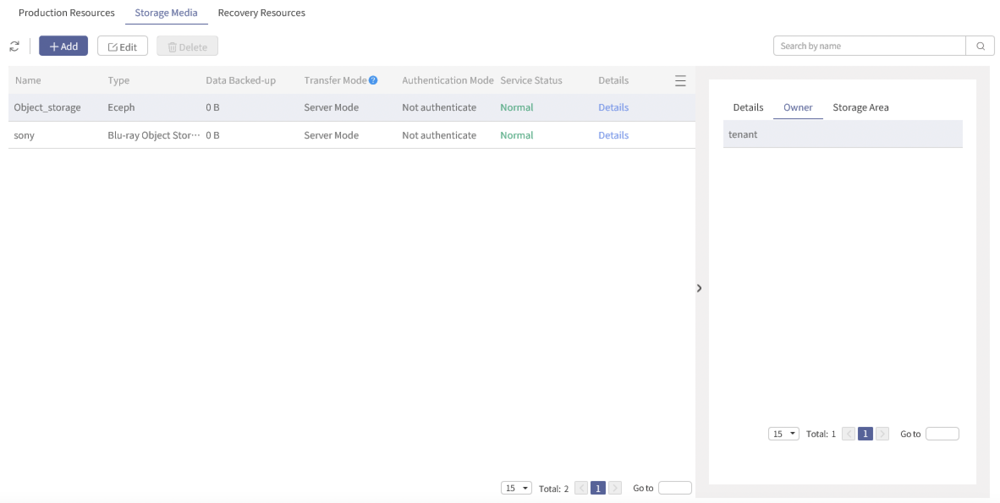 Production Resources Storage Media Recovery Resources
Add Edit Delete Search by name
Name Type Data Backed-up Transfer Mode ? Authentication Mode Service Status Details
Object_storage Eceph 0 B Server Mode Not authenticate Normal Details
sony Blu-ray Object Stor··· 0 B Server Mode Not authenticate Normal Details
15 Total: 2 1 Go to
Details Owner Storage Area
tenant
15 Total: 1 1 Go to